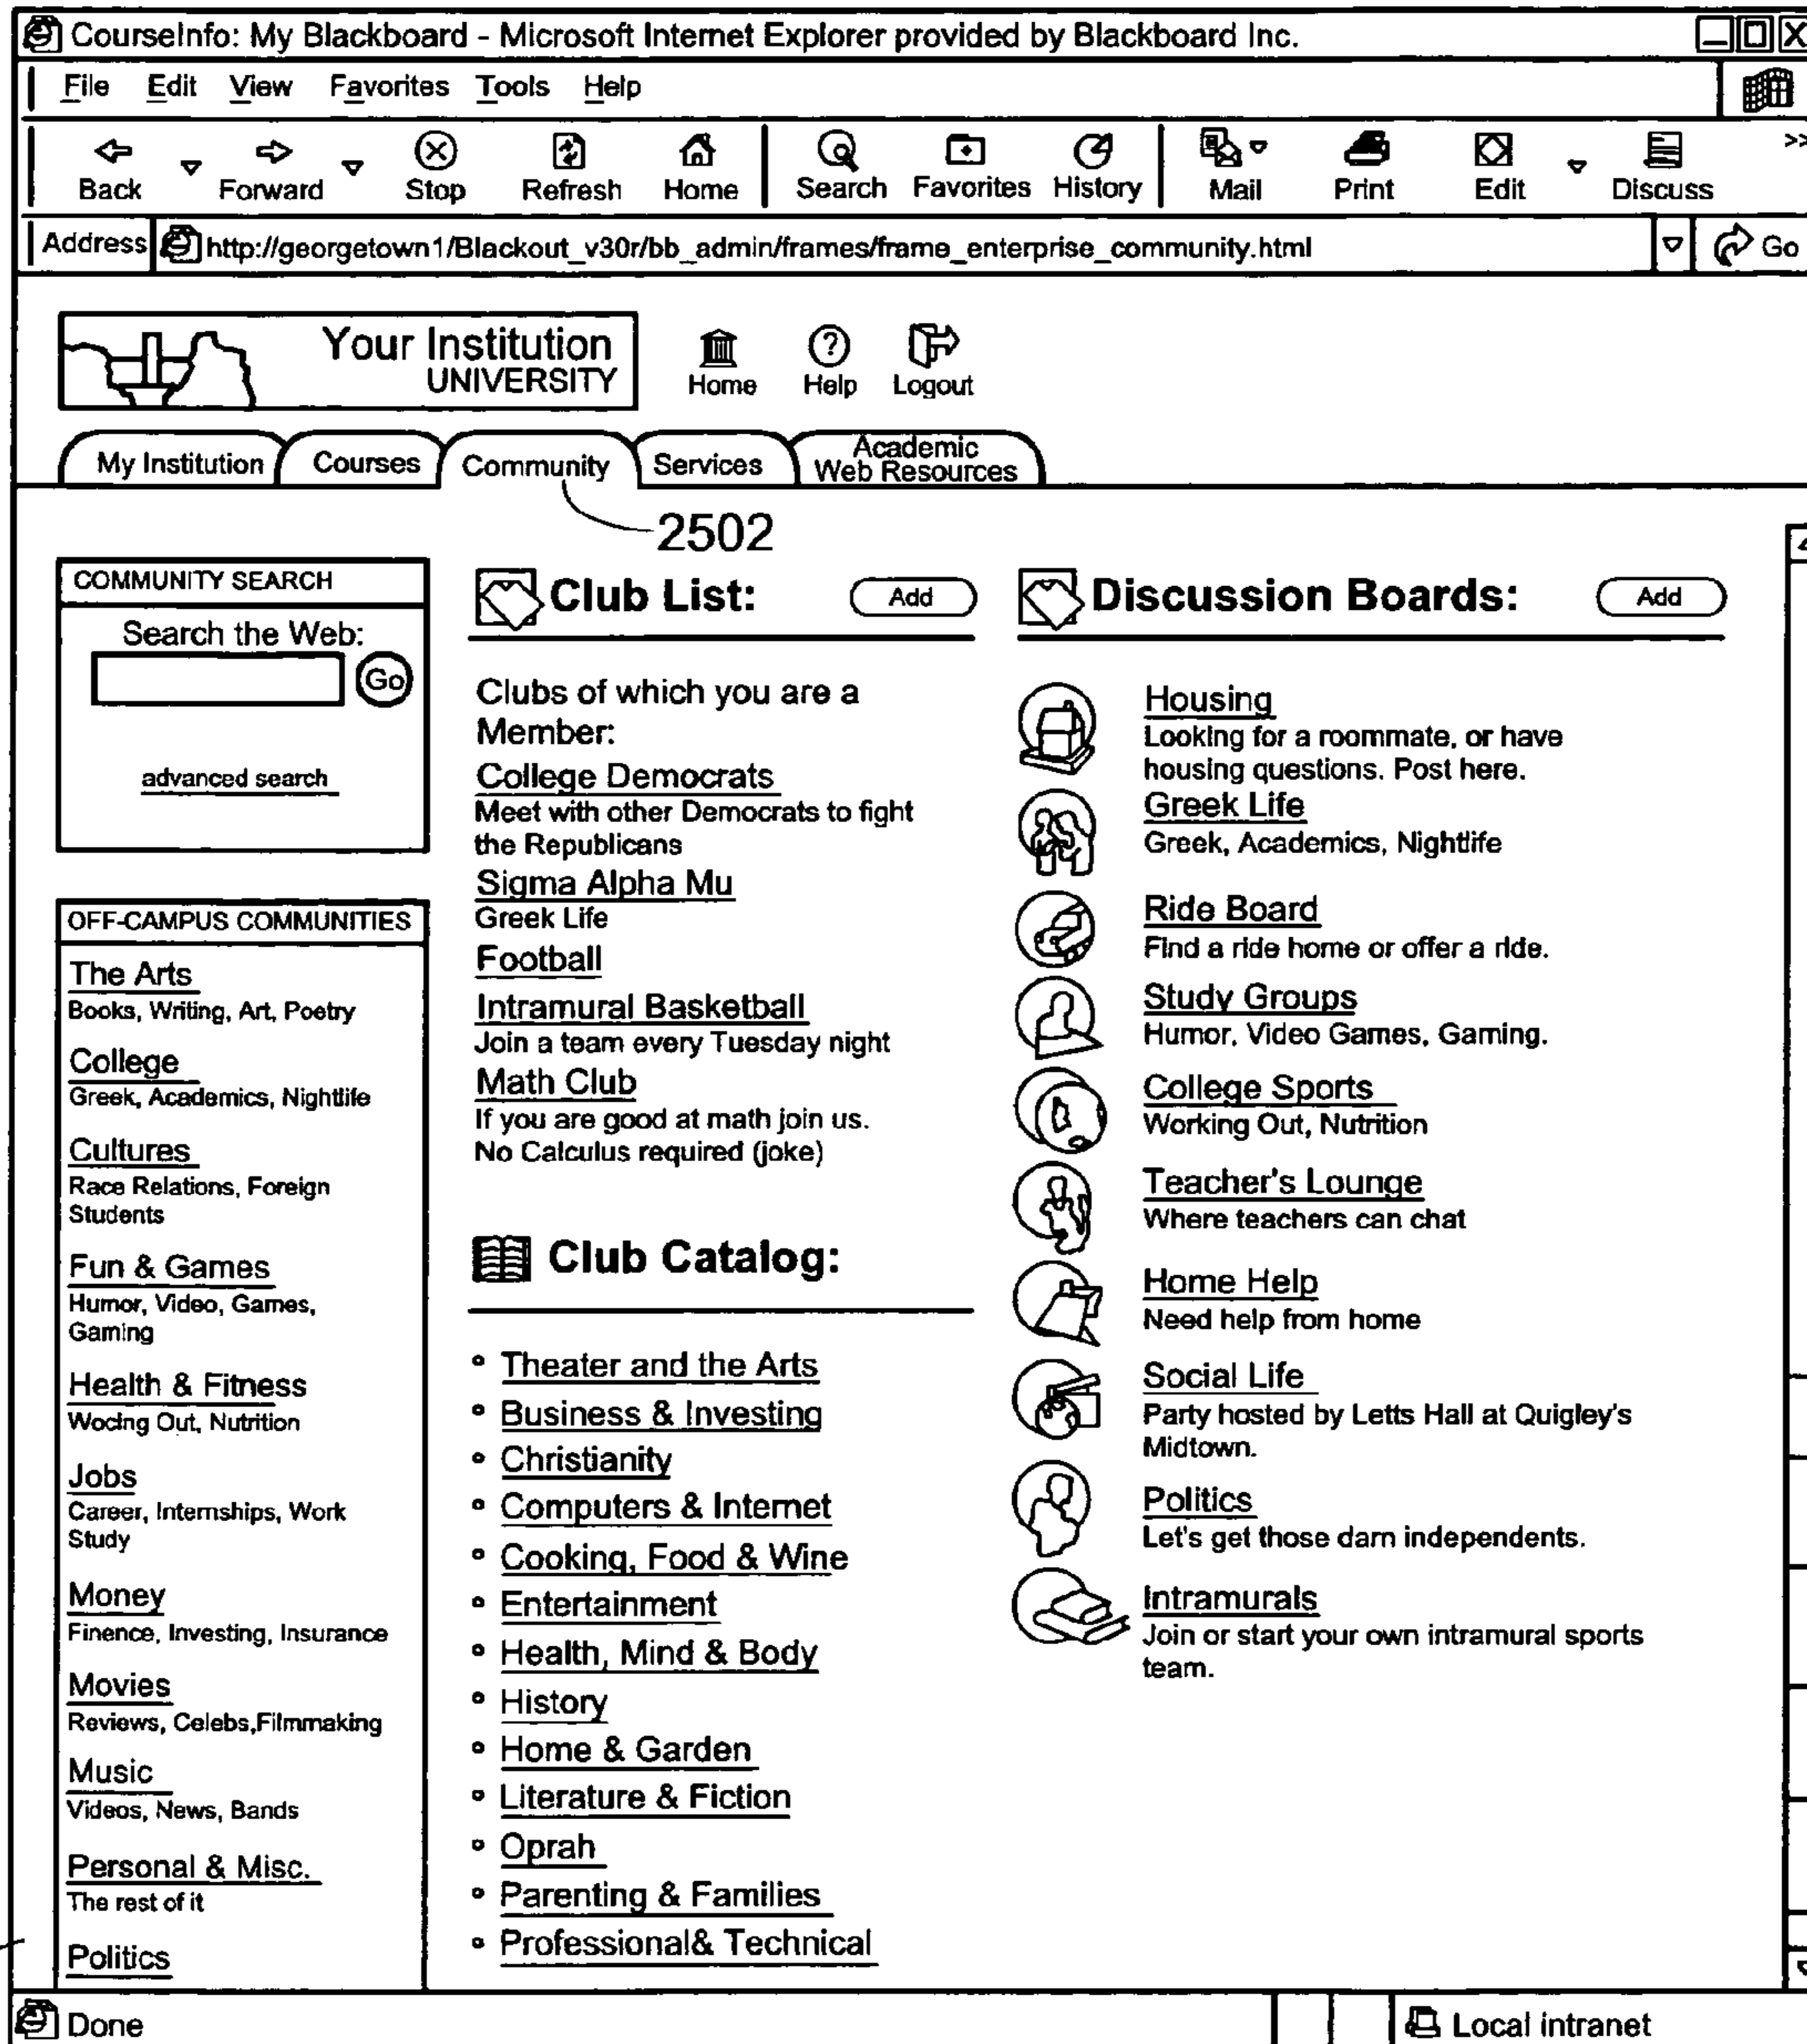 CourseInfo: My Blackboard - Microsoft Internet Explorer provided by Blackboard Inc.
File Edit View Favorites Tools Help
Back Forward Stop Refresh Home Search Favorites History Mail Print Edit Discuss >>
Address http://georgetown1/Blackout_v30r/bb_admin/frames/frame_enterprise_community.html Go
Your Institution
UNIVERSITY
Home Help Logout
My Institution Courses Community Services Academic
Web Resources
2502
COMMUNITY SEARCH
Search the Web:
Go
advanced search
OFF-CAMPUS COMMUNITIES
The Arts
Books, Writing, Art, Poetry
College
Greek, Academics, Nightlife
Cultures
Race Relations, Foreign
Students
Fun & Games
Humor, Video, Games,
Gaming
Health & Fitness
Wocing Out, Nutrition
Jobs
Career, Internships, Work
Study
Money
Finence, Investing, Insurance
Movies
Reviews, Celebs,Filmmaking
Music
Videos, News, Bands
Personal & Misc.
The rest of it
Politics
Club List: Add
Clubs of which you are a
Member:
College Democrats
Meet with other Democrats to fight
the Republicans
Sigma Alpha Mu
Greek Life
Football
Intramural Basketball
Join a team every Tuesday night
Math Club
If you are good at math join us.
No Calculus required (joke)
Club Catalog:
Theater and the Arts
Business & Investing
Christianity
Computers & Internet
Cooking, Food & Wine
Entertainment
Health, Mind & Body
History
Home & Garden
Literature & Fiction
Oprah
Parenting & Families
Professional& Technical
Discussion Boards: Add
Housing
Looking for a roommate, or have
housing questions. Post here.
Greek Life
Greek, Academics, Nightlife
Ride Board
Find a ride home or offer a ride.
Study Groups
Humor, Video Games, Gaming.
College Sports
Working Out, Nutrition
Teacher's Lounge
Where teachers can chat
Home Help
Need help from home
Social Life
Party hosted by Letts Hall at Quigley's
Midtown.
Politics
Let's get those darn independents.
Intramurals
Join or start your own intramural sports
team.
Done Local intranet